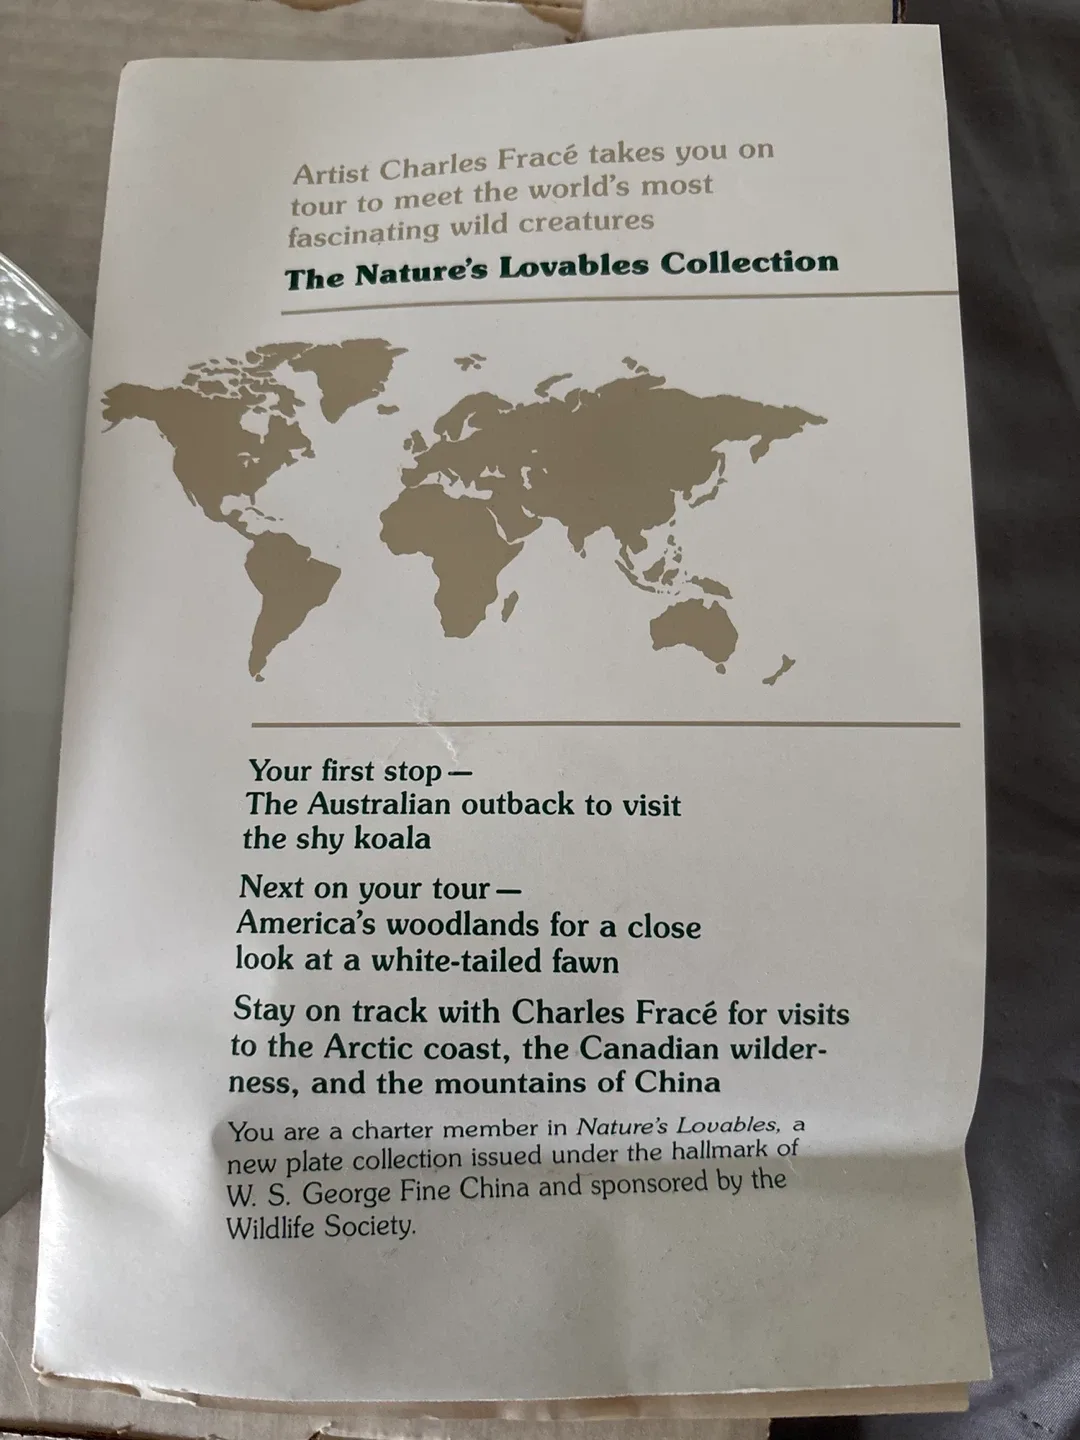 Artist Charles Fracé takes you on
tour to meet the world's most
fascinating wild creatures
The Nature's Lovables Collection
Your first stop—
The Australian outback to visit
the shy koala
Next on your tour—
America's woodlands for a close
look at a white-tailed fawn
Stay on track with Charles Fracé for visits
to the Arctic coast, the Canadian wilder-
ness, and the mountains of China
You are a charter member in Nature's Lovables, a
new plate collection issued under the hallmark of
W. S. George Fine China and sponsored by the
Wildlife Society.